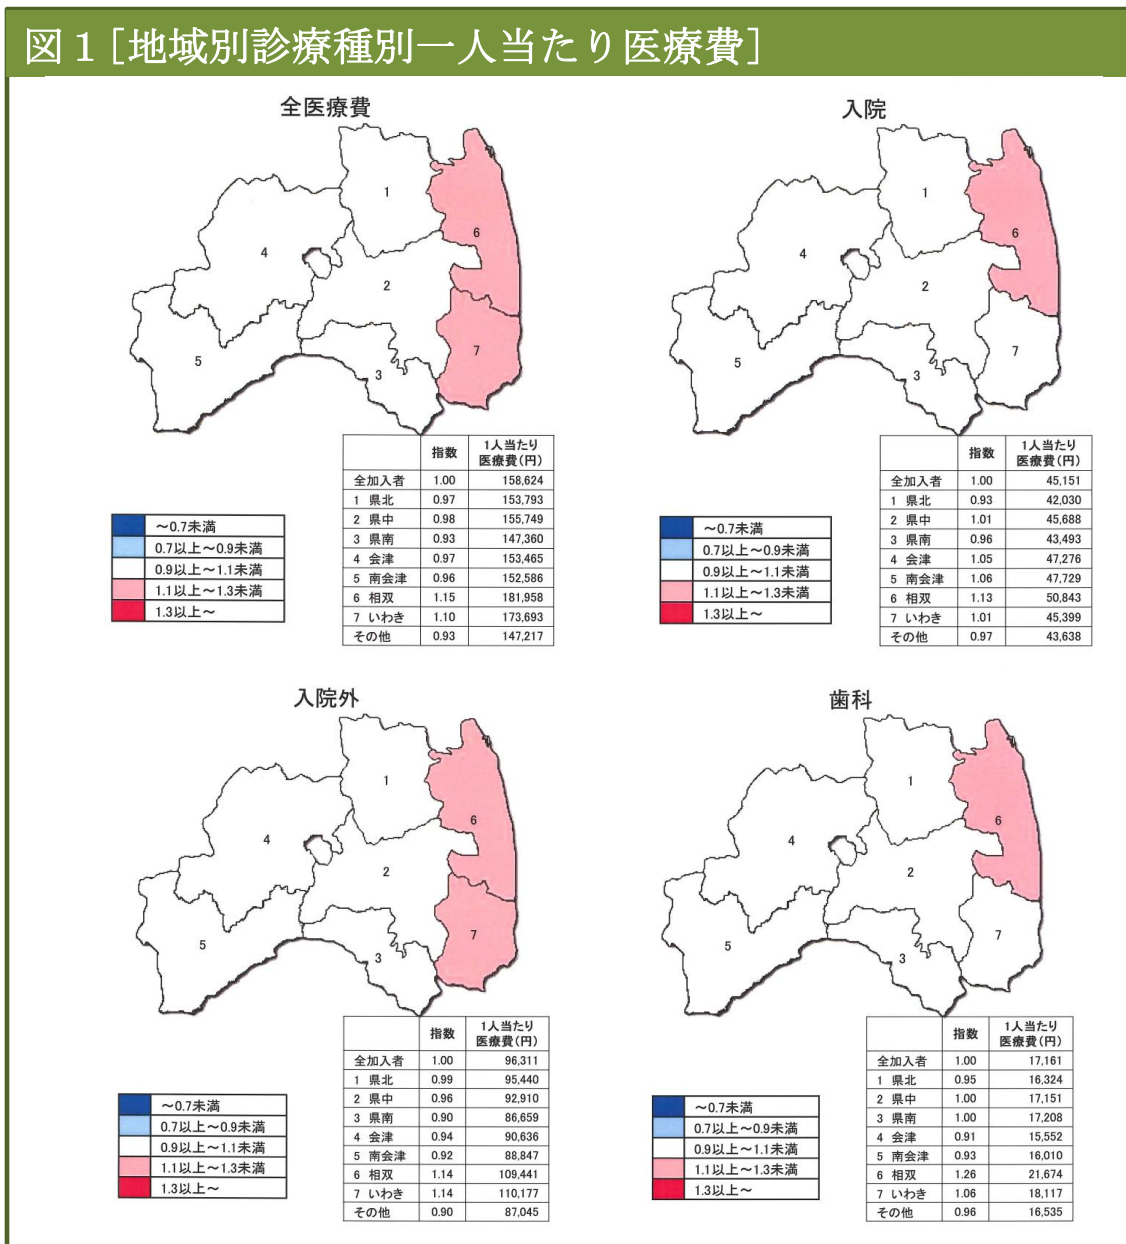 図１[地域別診療種別一人当たり医療費]
全医療費
1
2
3
4
5
6
7
指数 1人当たり医療費(円)
全加入者 1.00 158,624
1 県北 0.97 153,793
2 県中 0.98 155,749
3 県南 0.93 147,360
4 会津 0.97 153,465
5 南会津 0.96 152,586
6 相双 1.15 181,958
7 いわき 1.10 173,693
その他 0.93 147,217
～0.7未満
0.7以上～0.9未満
0.9以上～1.1未満
1.1以上～1.3未満
1.3以上～
入院
1
2
3
4
5
6
7
指数 1人当たり医療費(円)
全加入者 1.00 45,151
1 県北 0.93 42,030
2 県中 1.01 45,688
3 県南 0.96 43,493
4 会津 1.05 47,276
5 南会津 1.06 47,729
6 相双 1.13 50,843
7 いわき 1.01 45,399
その他 0.97 43,638
～0.7未満
0.7以上～0.9未満
0.9以上～1.1未満
1.1以上～1.3未満
1.3以上～
入院外
1
2
3
4
5
6
7
指数 1人当たり医療費(円)
全加入者 1.00 96,311
1 県北 0.99 95,440
2 県中 0.96 92,910
3 県南 0.90 86,659
4 会津 0.94 90,636
5 南会津 0.92 88,847
6 相双 1.14 109,441
7 いわき 1.14 110,177
その他 0.90 87,045
～0.7未満
0.7以上～0.9未満
0.9以上～1.1未満
1.1以上～1.3未満
1.3以上～
歯科
1
2
3
4
5
6
7
指数 1人当たり医療費(円)
全加入者 1.00 17,161
1 県北 0.95 16,324
2 県中 1.00 17,151
3 県南 1.00 17,208
4 会津 0.91 15,552
5 南会津 0.93 16,010
6 相双 1.26 21,674
7 いわき 1.06 18,117
その他 0.96 16,535
～0.7未満
0.7以上～0.9未満
0.9以上～1.1未満
1.1以上～1.3未満
1.3以上～